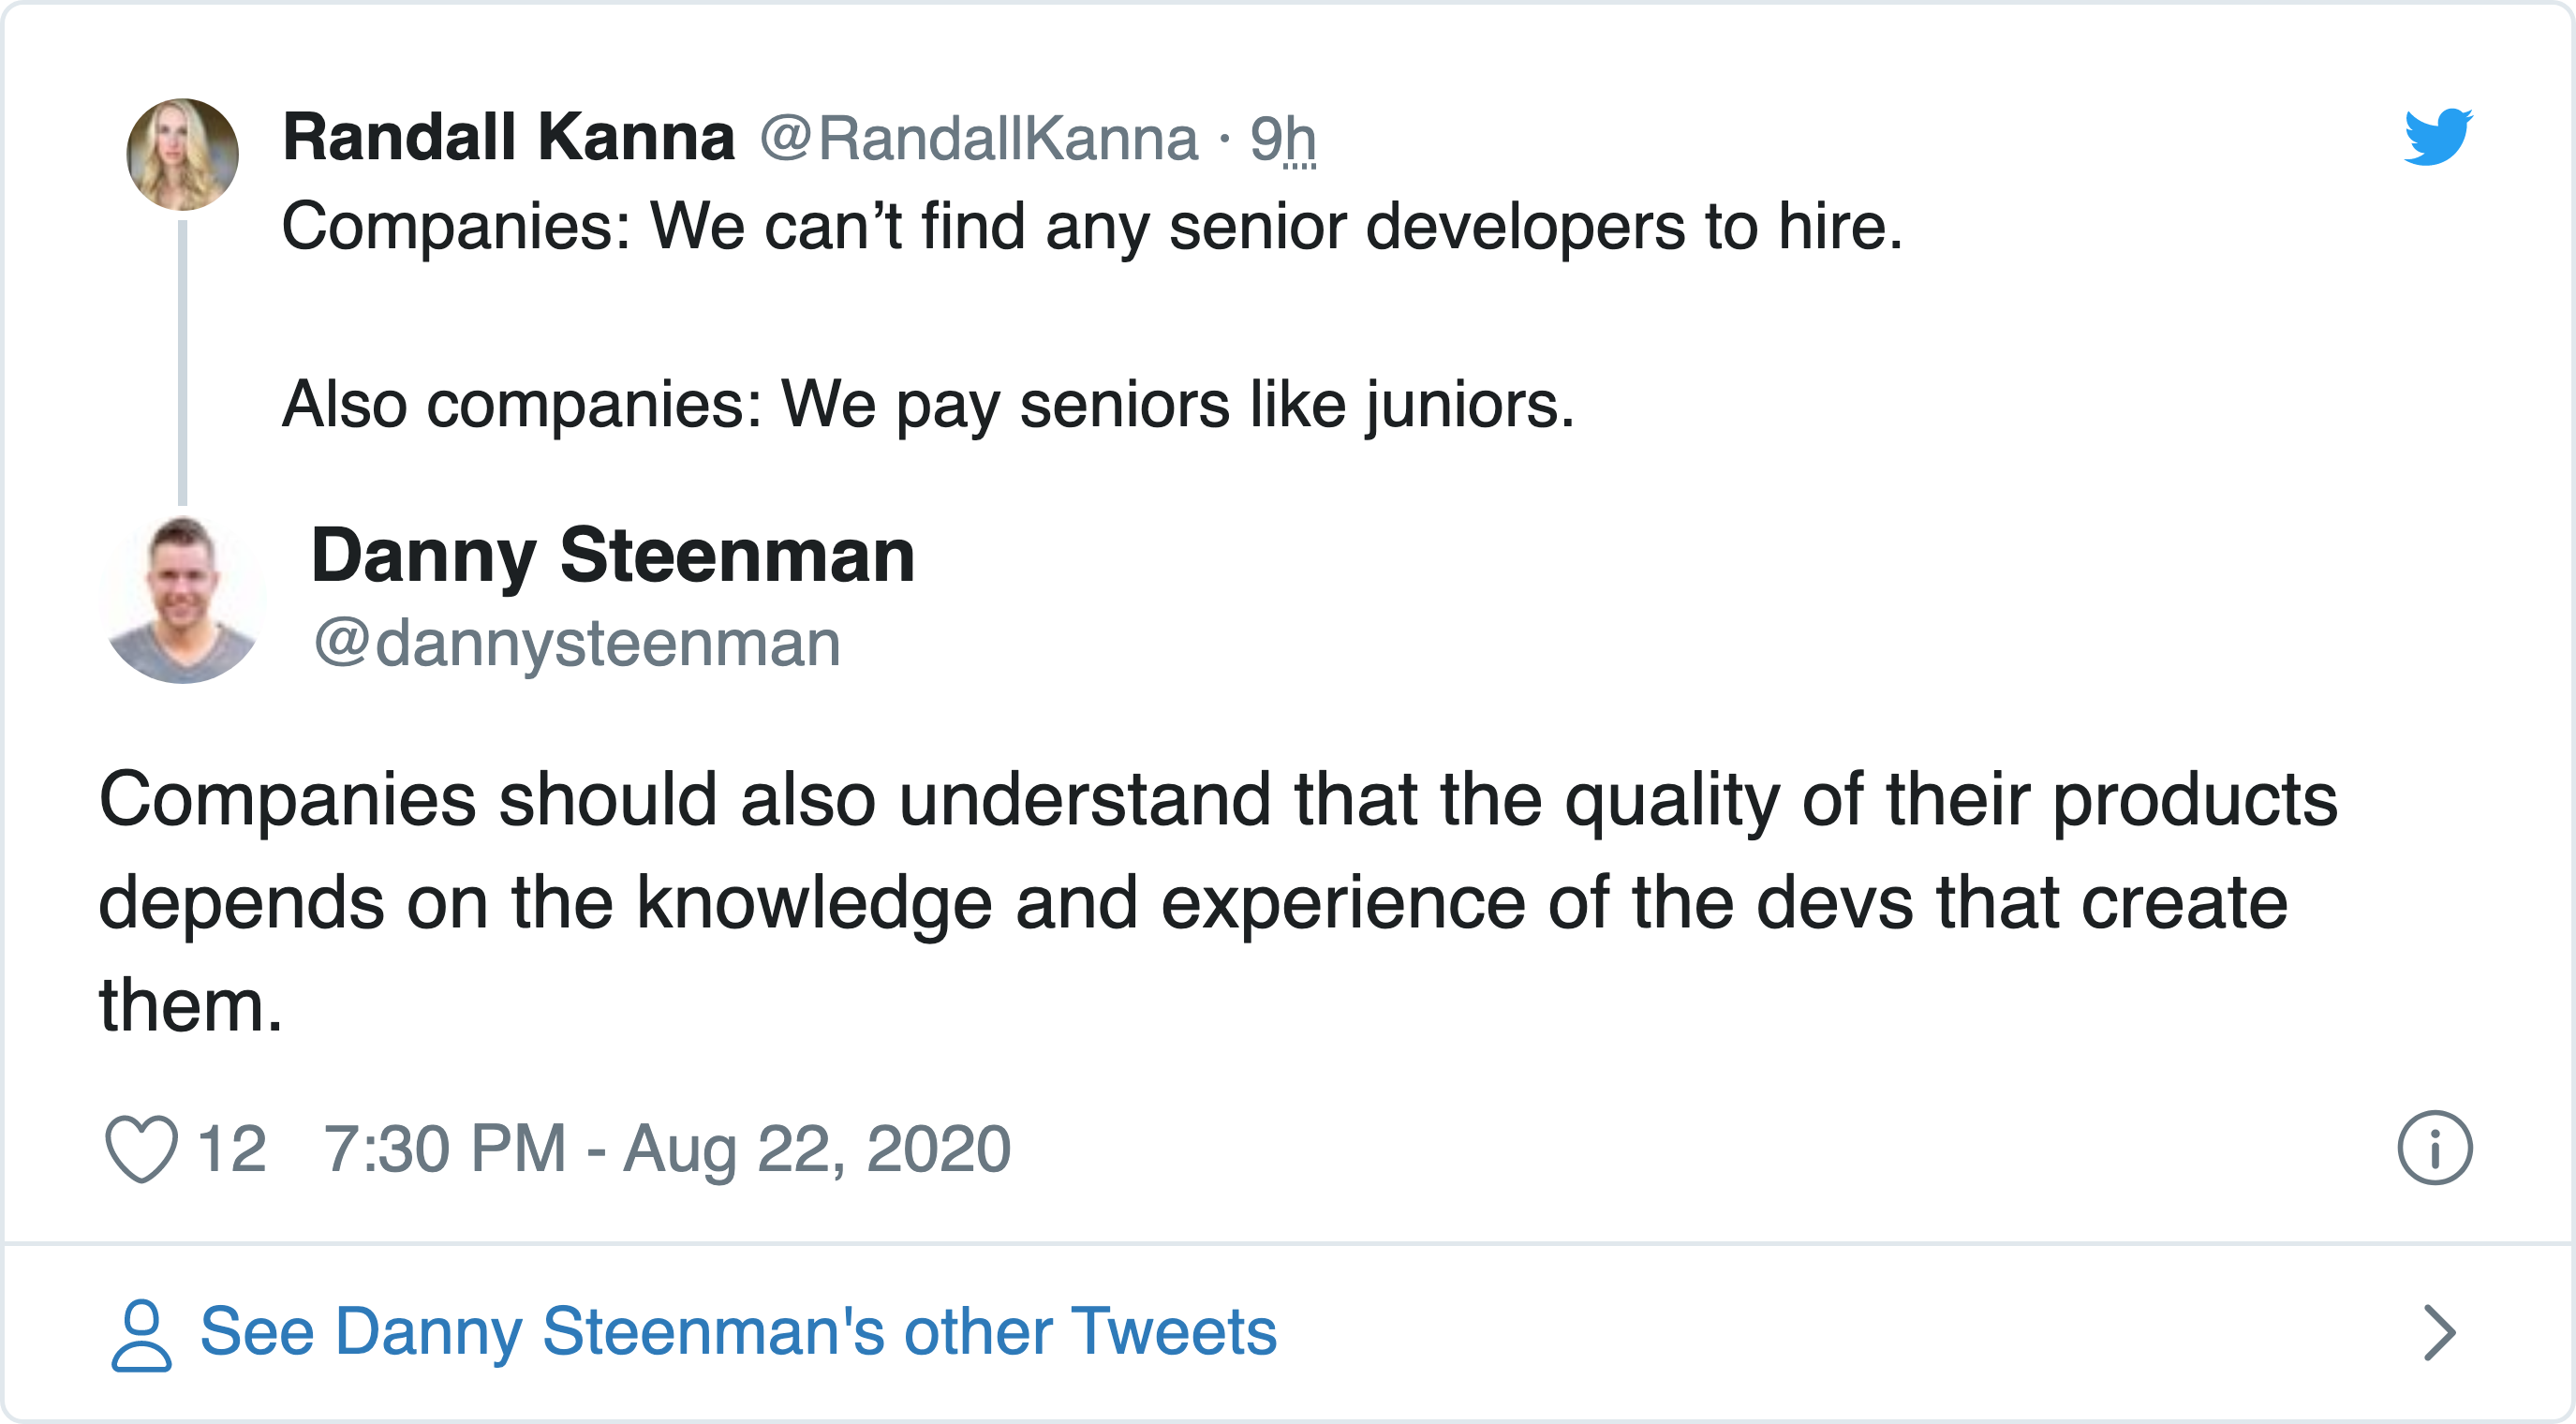 Randall Kanna @RandallKanna · 9h
Companies: We can’t find any senior developers to hire.
Also companies: We pay seniors like juniors.
Danny Steenman
@dannysteenman
Companies should also understand that the quality of their products
depends on the knowledge and experience of the devs that create
them.
12 7:30 PM - Aug 22, 2020
See Danny Steenman's other Tweets